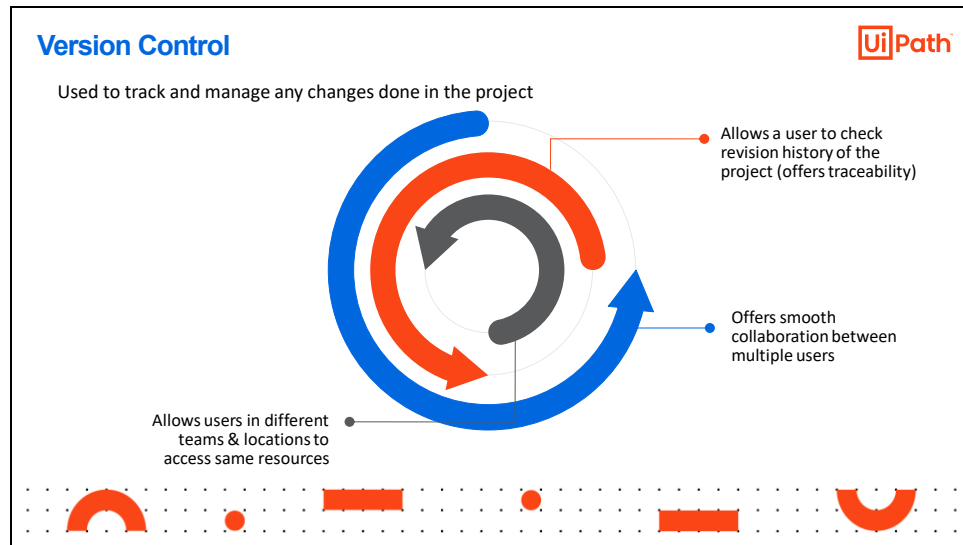 Version Control
UiPath
Used to track and manage any changes done in the project
Allows a user to check
revision history of the
project (offers traceability)
Offers smooth
collaboration between
multiple users
Allows users in different
teams & locations to
access same resources